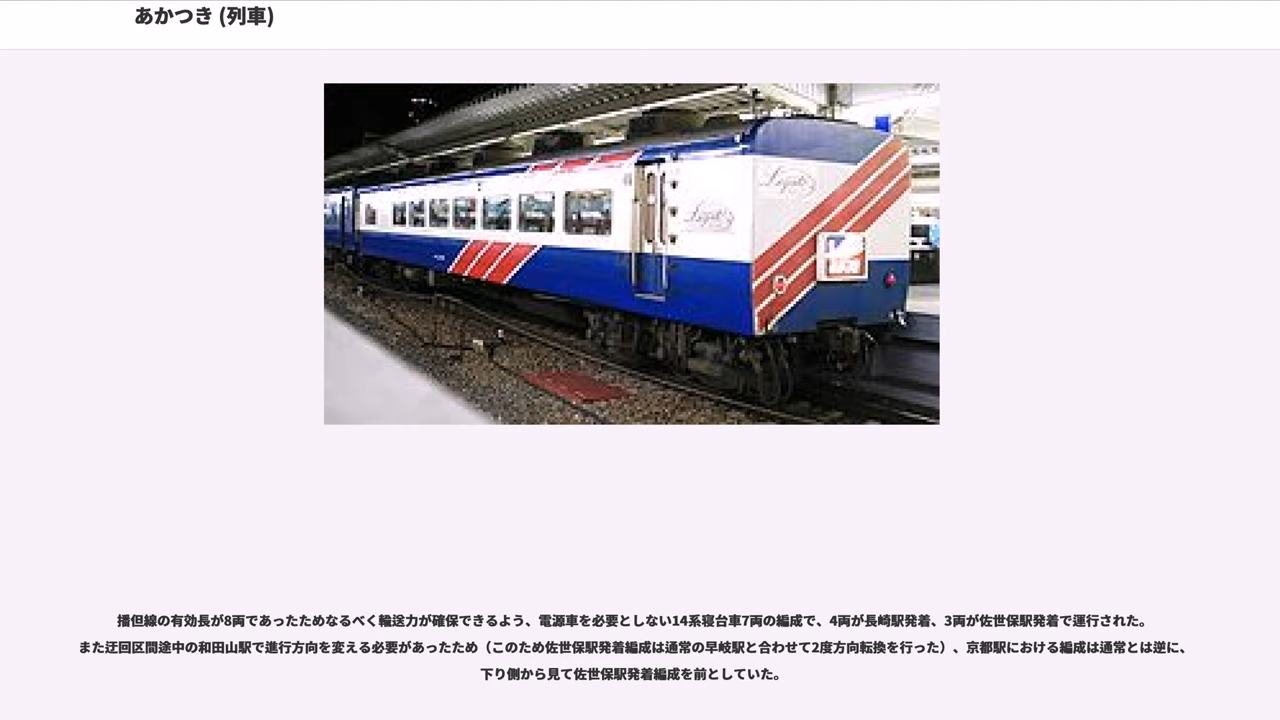 あかつき (列車)
播但線の有効長が8両であったためなるべく輸送力が確保できるよう、電源車を必要としない14系寝台車7両の編成で、4両が長崎駅発着、3両が佐世保駅発着で運行された。
また迂回区間途中の和田山駅で進行方向を変える必要があったため（このため佐世保駅発着編成は通常の早岐駅と合わせて2度方向転換を行った）、京都駅における編成は通常とは逆に、
下り側から見て佐世保駅発着編成を前としていた。